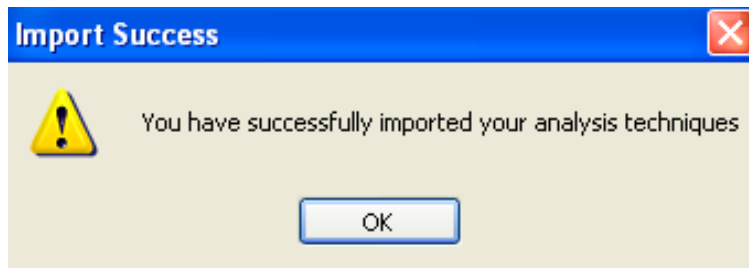 Import Success
You have successfully imported your analysis techniques
OK